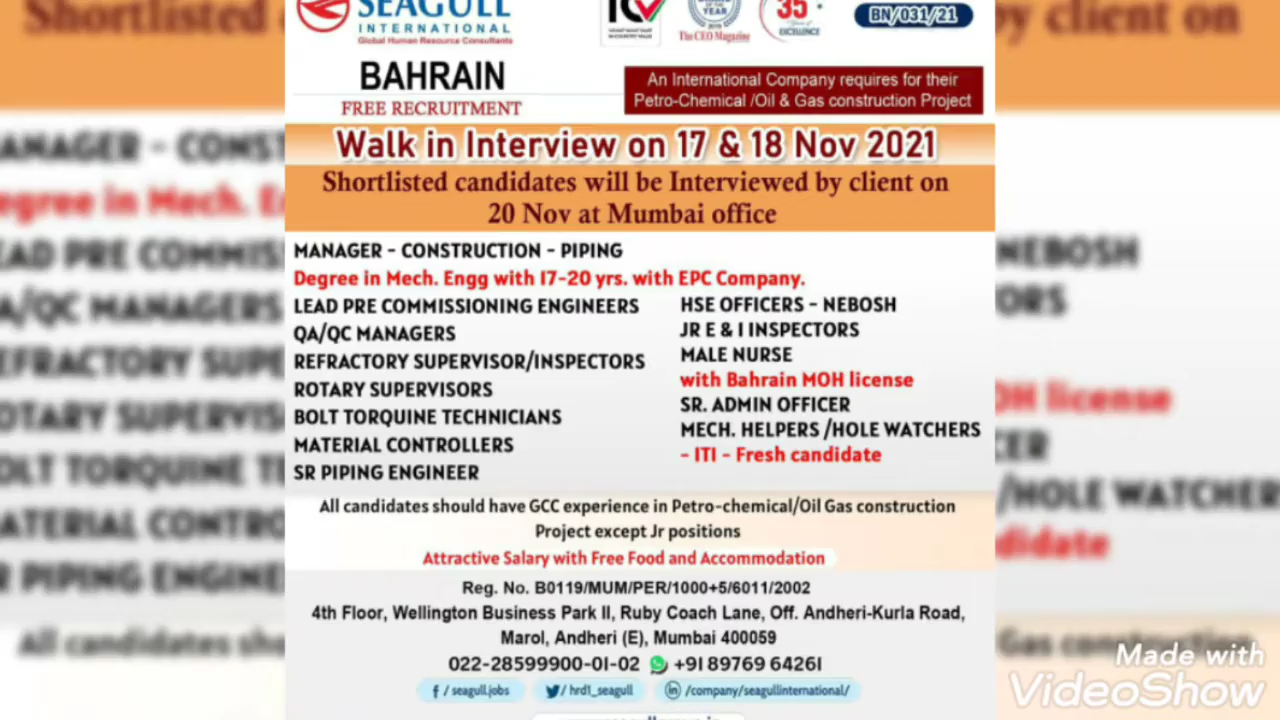 SEAGULL
INTERNATIONAL
Global Human Resource Consultants
The CEO Magazine
35
EXCELLENCE
BN/031/21
BAHRAIN
FREE RECRUITMENT
An International Company requires for their
Petro-Chemical /Oil & Gas construction Project
Walk in Interview on 17 & 18 Nov 2021
Shortlisted candidates will be Interviewed by client on
20 Nov at Mumbai office
MANAGER - CONSTRUCTION - PIPING
Degree in Mech. Engg with 17-20 yrs. with EPC Company.
LEAD PRE COMMISSIONING ENGINEERS
QA/QC MANAGERS
REFRACTORY SUPERVISOR/INSPECTORS
ROTARY SUPERVISORS
BOLT TORQUINE TECHNICIANS
MATERIAL CONTROLLERS
SR PIPING ENGINEER
HSE OFFICERS - NEBOSH
JR E & I INSPECTORS
MALE NURSE
with Bahrain MOH license
SR. ADMIN OFFICER
MECH. HELPERS /HOLE WATCHERS
- ITI - Fresh candidate
All candidates should have GCC experience in Petro-chemical/Oil Gas construction
Project except Jr positions
Attractive Salary with Free Food and Accommodation
Reg. No. B0119/MUM/PER/1000+5/6011/2002
4th Floor, Wellington Business Park II, Ruby Coach Lane, Off. Andheri-Kurla Road,
Marol, Andheri (E), Mumbai 400059
022-28599900-01-02 +91 89769 64261
f / seagull.jobs / hrd1_seagull in /company/seagullinternational/
Made with
VideoShow